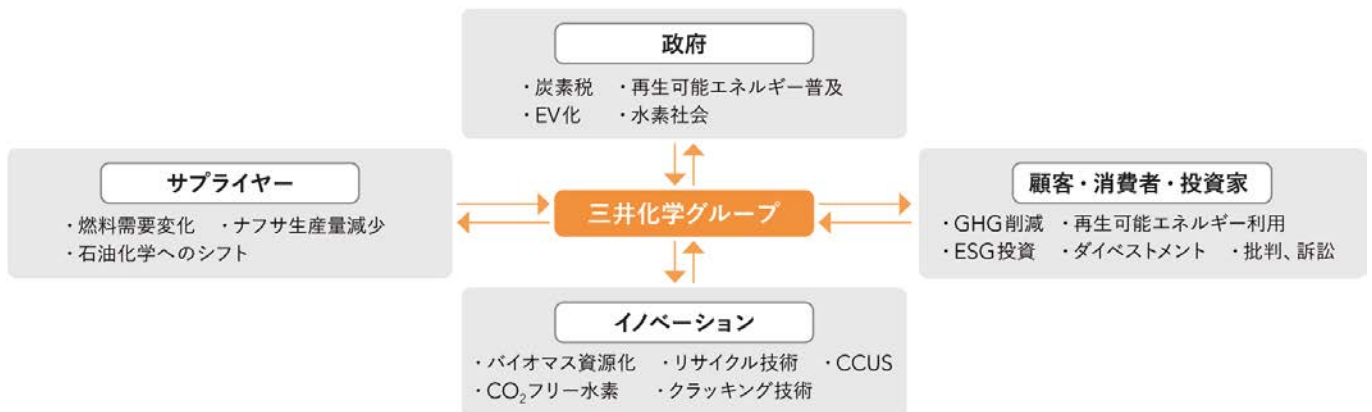 政府
・炭素税 ・再生可能エネルギー普及
・EV化 ・水素社会
サプライヤー
・燃料需要変化 ・ナフサ生産量減少
・石油化学へのシフト
三井化学グループ
顧客・消費者・投資家
・GHG削減 ・再生可能エネルギー利用
・ESG投資 ・ダイベストメント ・批判、訴訟
イノベーション
・バイオマス資源化 ・リサイクル技術 ・CCUS
・CO₂フリー水素 ・クラッキング技術